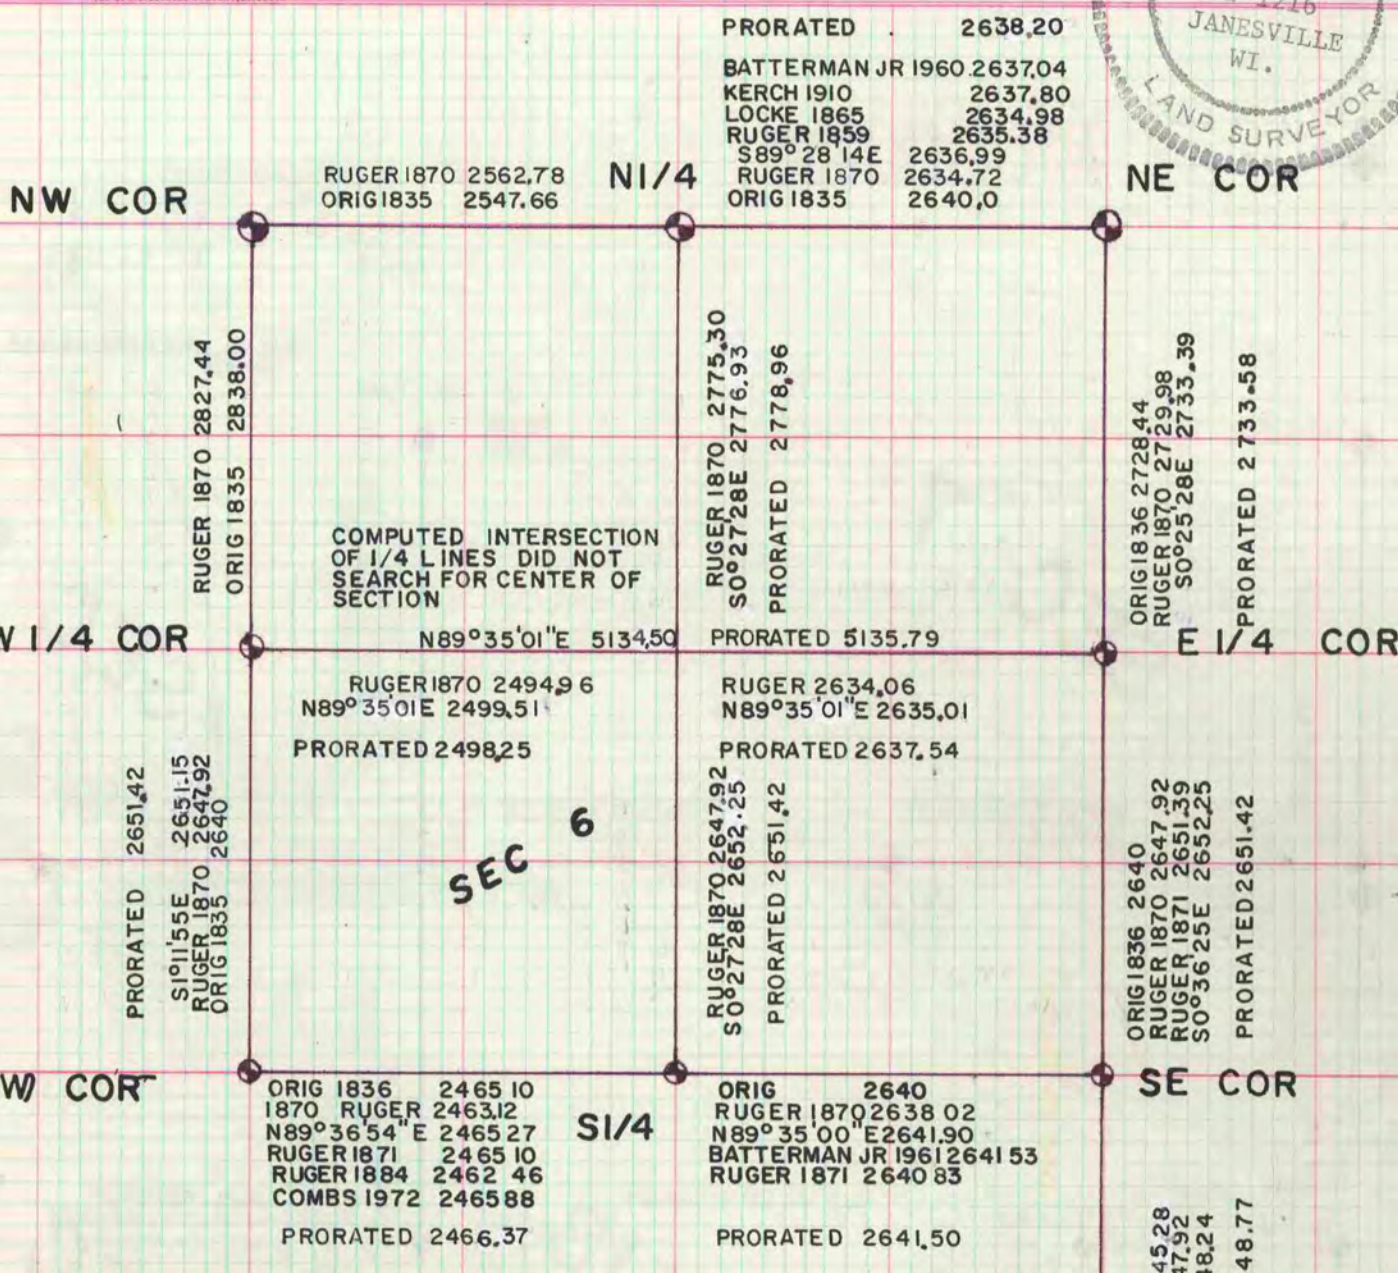 PRORATED . 2638.20
BATTERMAN JR 1960 2637.04
KERCH 1910 2637.80
LOCKE 1865 2634.98
RUGER 1859 2635.38
S89° 28' 14E 2636.99
RUGER 1870 2634.72
ORIG 1835 2640.0
1216
JANESVILLE
WI.
LAND SURVEYOR
RUGER 1870 2562.78
ORIG 1835 2547.66
NW COR
N1/4
NE COR
RUGER 1870 2827.44
ORIG 1835 2838.00
RUGER 1870 2775.30
S0°27'28E 2776.93
PRORATED 2778.96
ORIG 1836 2728.44
RUGER 1870 2729.98
S0°25'28E 2733.39
PRORATED 2733.58
COMPUTED INTERSECTION
OF 1/4 LINES DID NOT
SEARCH FOR CENTER OF
SECTION
N89°35'01"E 5134.50 PRORATED 5135.79
W 1/4 COR
E 1/4 COR
RUGER 1870 2494.96
N89°35'01E 2499.51
PRORATED 2498.25
RUGER 2634.06
N89°35'01"E 2635.01
PRORATED 2637.54
PRORATED 2651.42
S1°11'55E 2651.15
RUGER 1870 2647.92
ORIG 1835 2640
SEC 6
RUGER 1870 2647.92
S0°27'28E 2652.25
PRORATED 2651.42
ORIG 1836 2640
RUGER 1870 2647.92
RUGER 1871 2651.39
S0°36'25E 2652.25
PRORATED 2651.42
W COR
S1/4
SE COR
ORIG 1836 2465 10
1870 RUGER 2463.12
N89°36'54"E 2465 27
RUGER 1871 2465 10
RUGER 1884 2462 46
COMBS 1972 2465 88
PRORATED 2466.37
ORIG 2640
RUGER 1870 2638 02
N89°35'00"E 2641.90
BATTERMAN JR 1961 2641 53
RUGER 1871 2640 83
PRORATED 2641.50
45.28
47.92
48.24
48.77